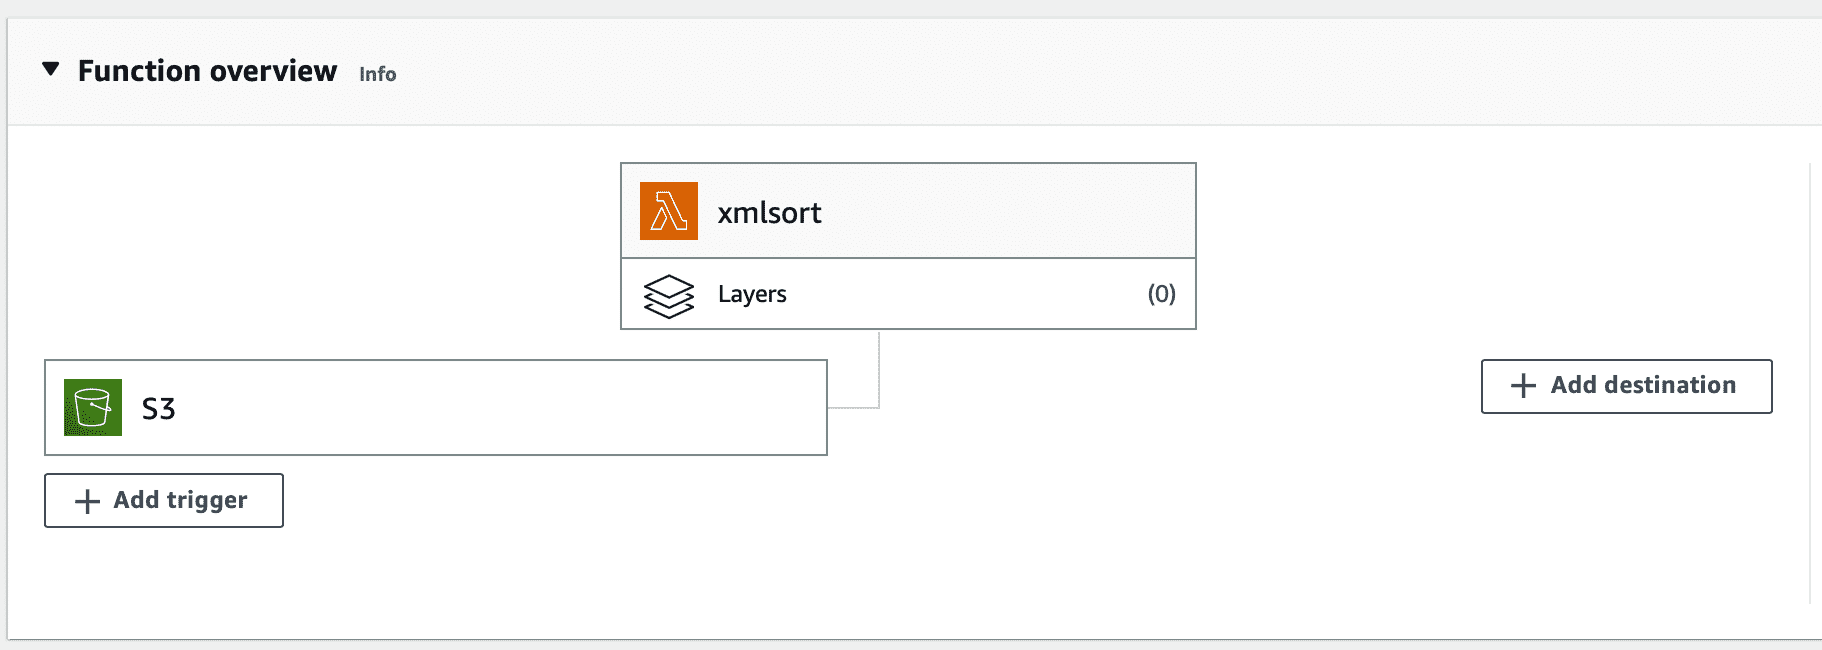 Function overview Info
xmlsort
Layers (0)
S3
Add destination
Add trigger